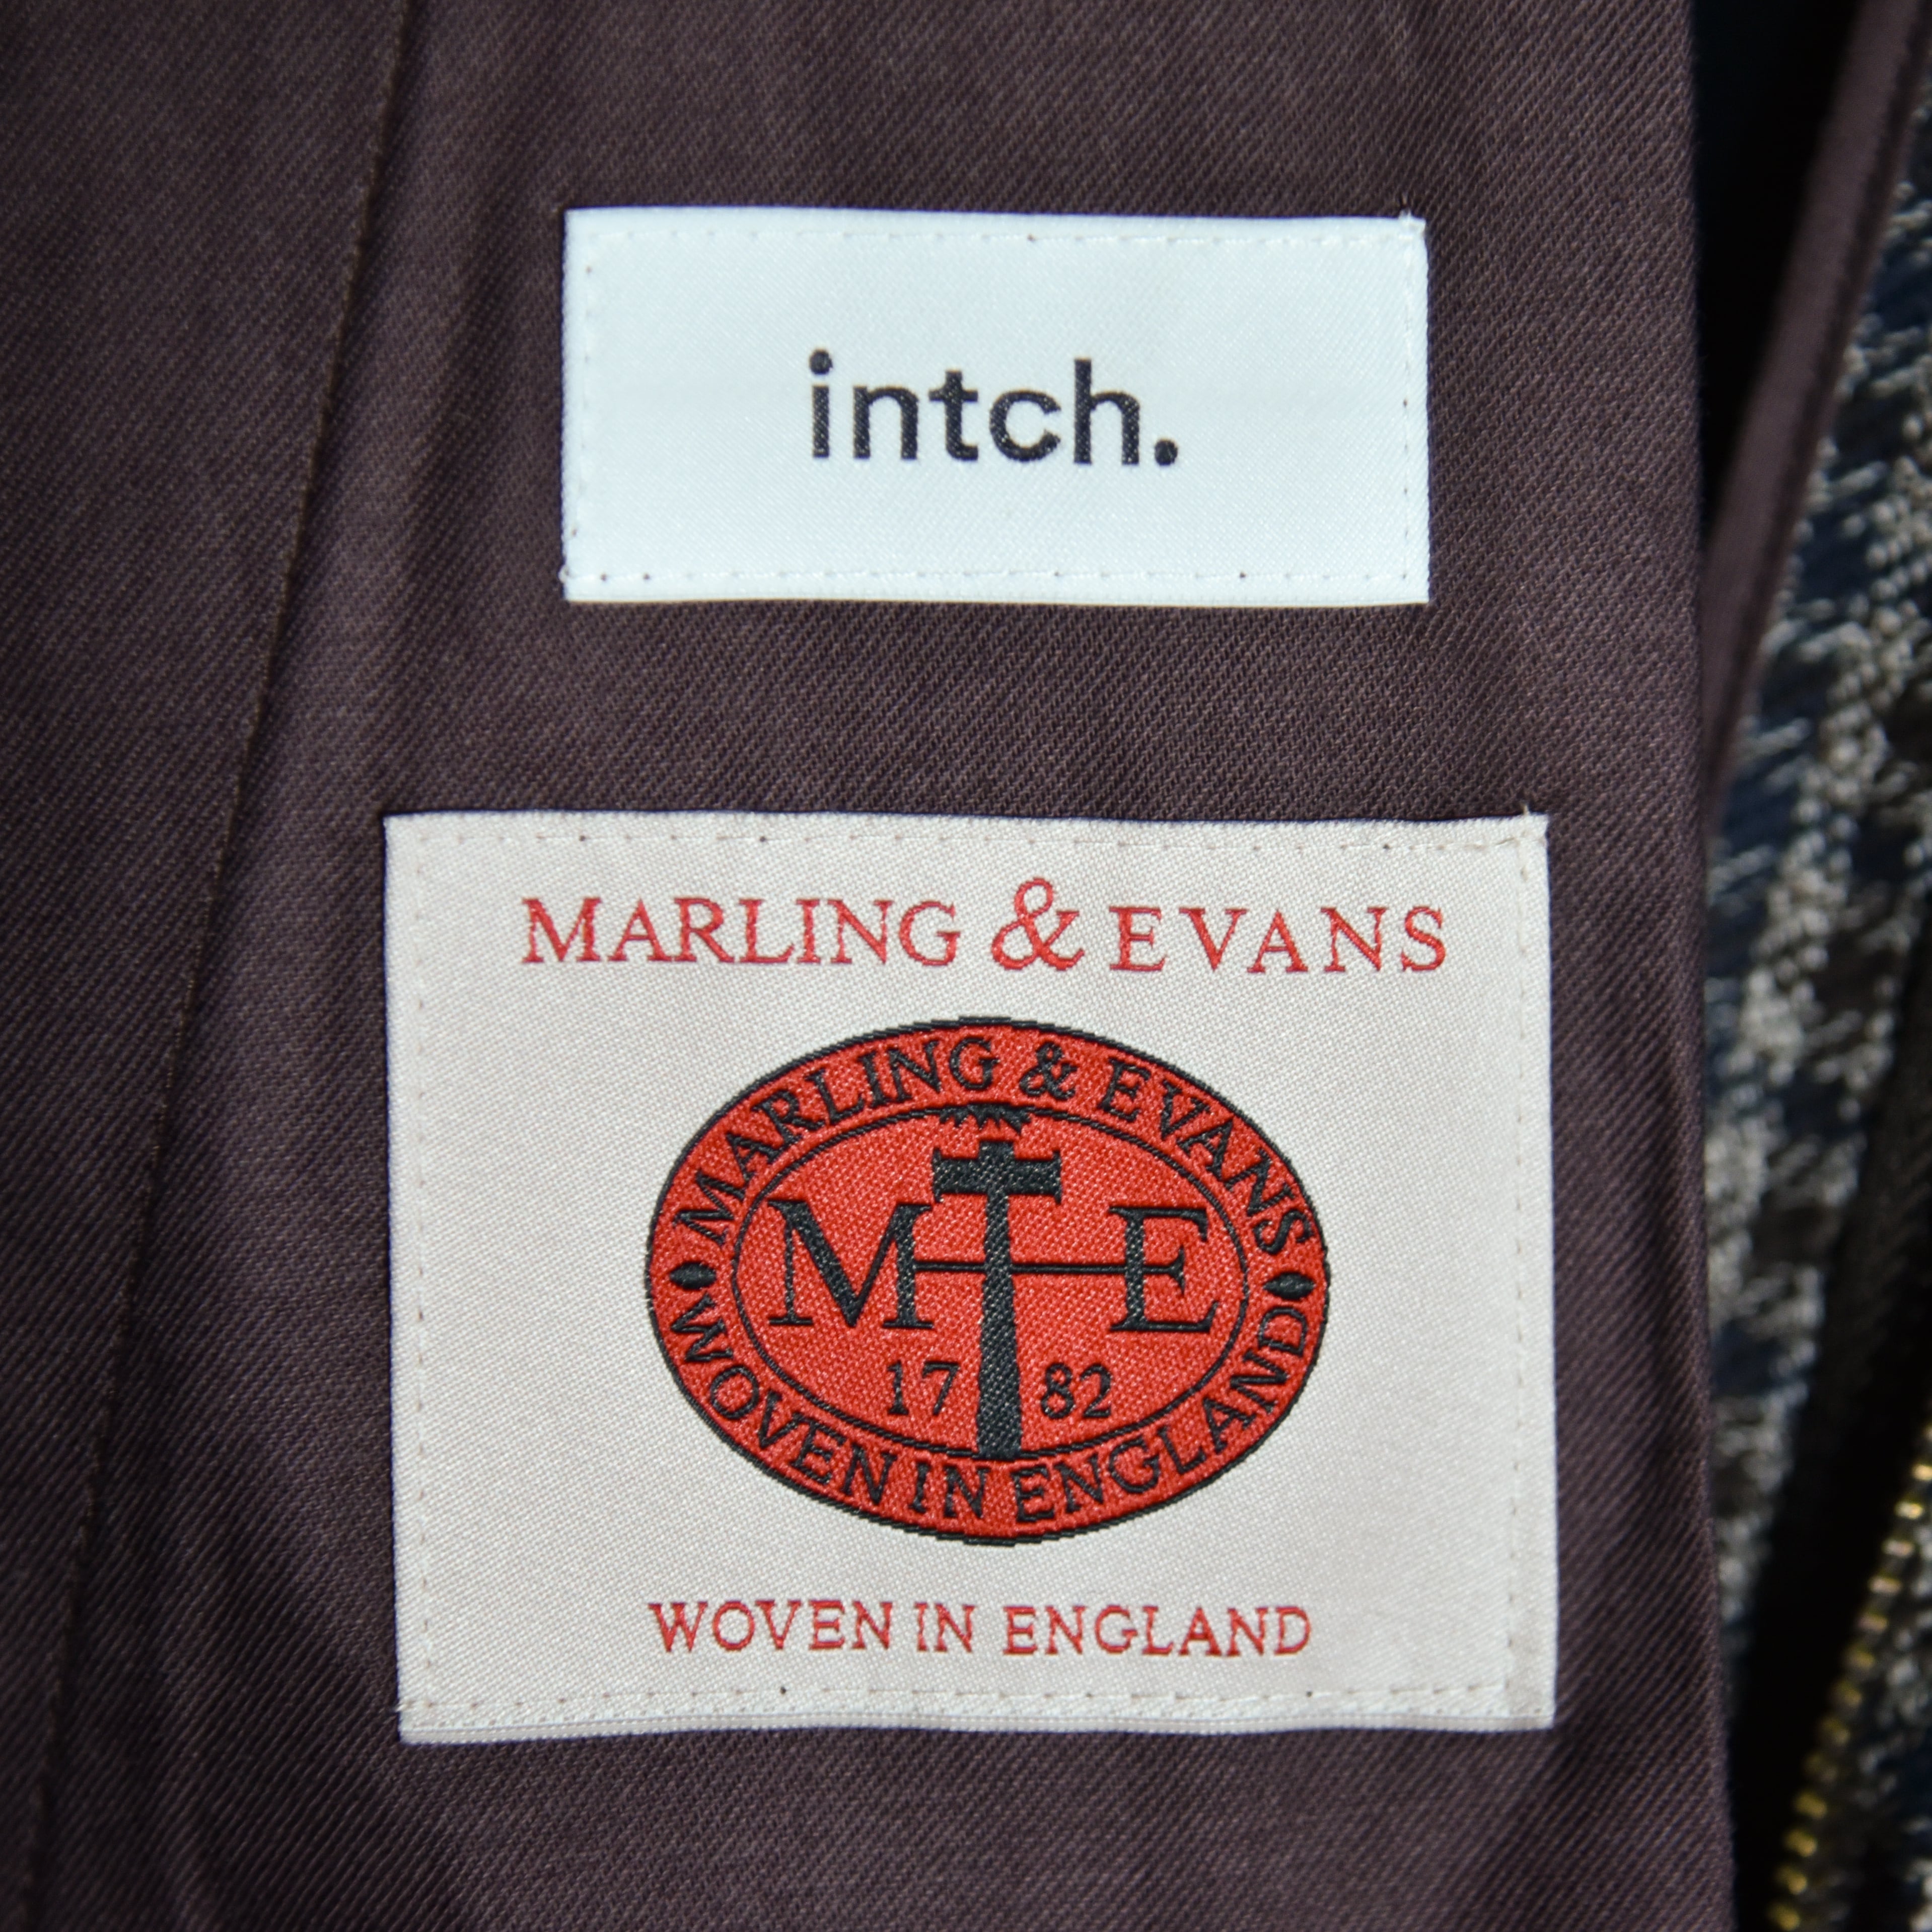 intch.
MARLING & EVANS
MARLING & EVANS
M E
17 82
WOVEN IN ENGLAND
WOVEN IN ENGLAND